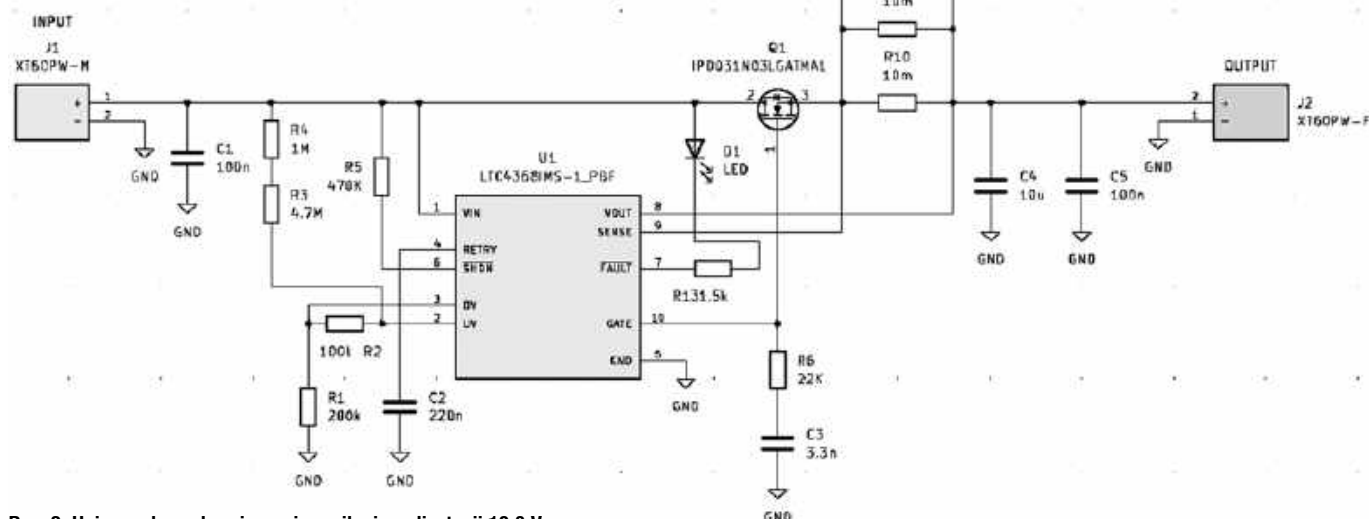 10m
INPUT
J1
XT60PW-M
Q1
IPD031N03LGATMA1
R10
10m
OUTPUT
J2
XT60PW-F
+
-
1
2
2
3
1
2
1
+
-
GND
C1
100n
GND
R4
1M
R3
4.7M
R5
470K
D1
LED
U1
LTC4368IMS-1_PBF
1
VIN
4
RETRY
6
SHDN
3
OV
2
UV
VOUT
8
SENSE
9
FAULT
7
GATE
10
GND
5
R13 1.5k
GND
100k R2
R1
200k
GND
C2
220n
GND
R6
22K
C3
3.3n
GND
C4
10u
GND
C5
100n
GND
GND